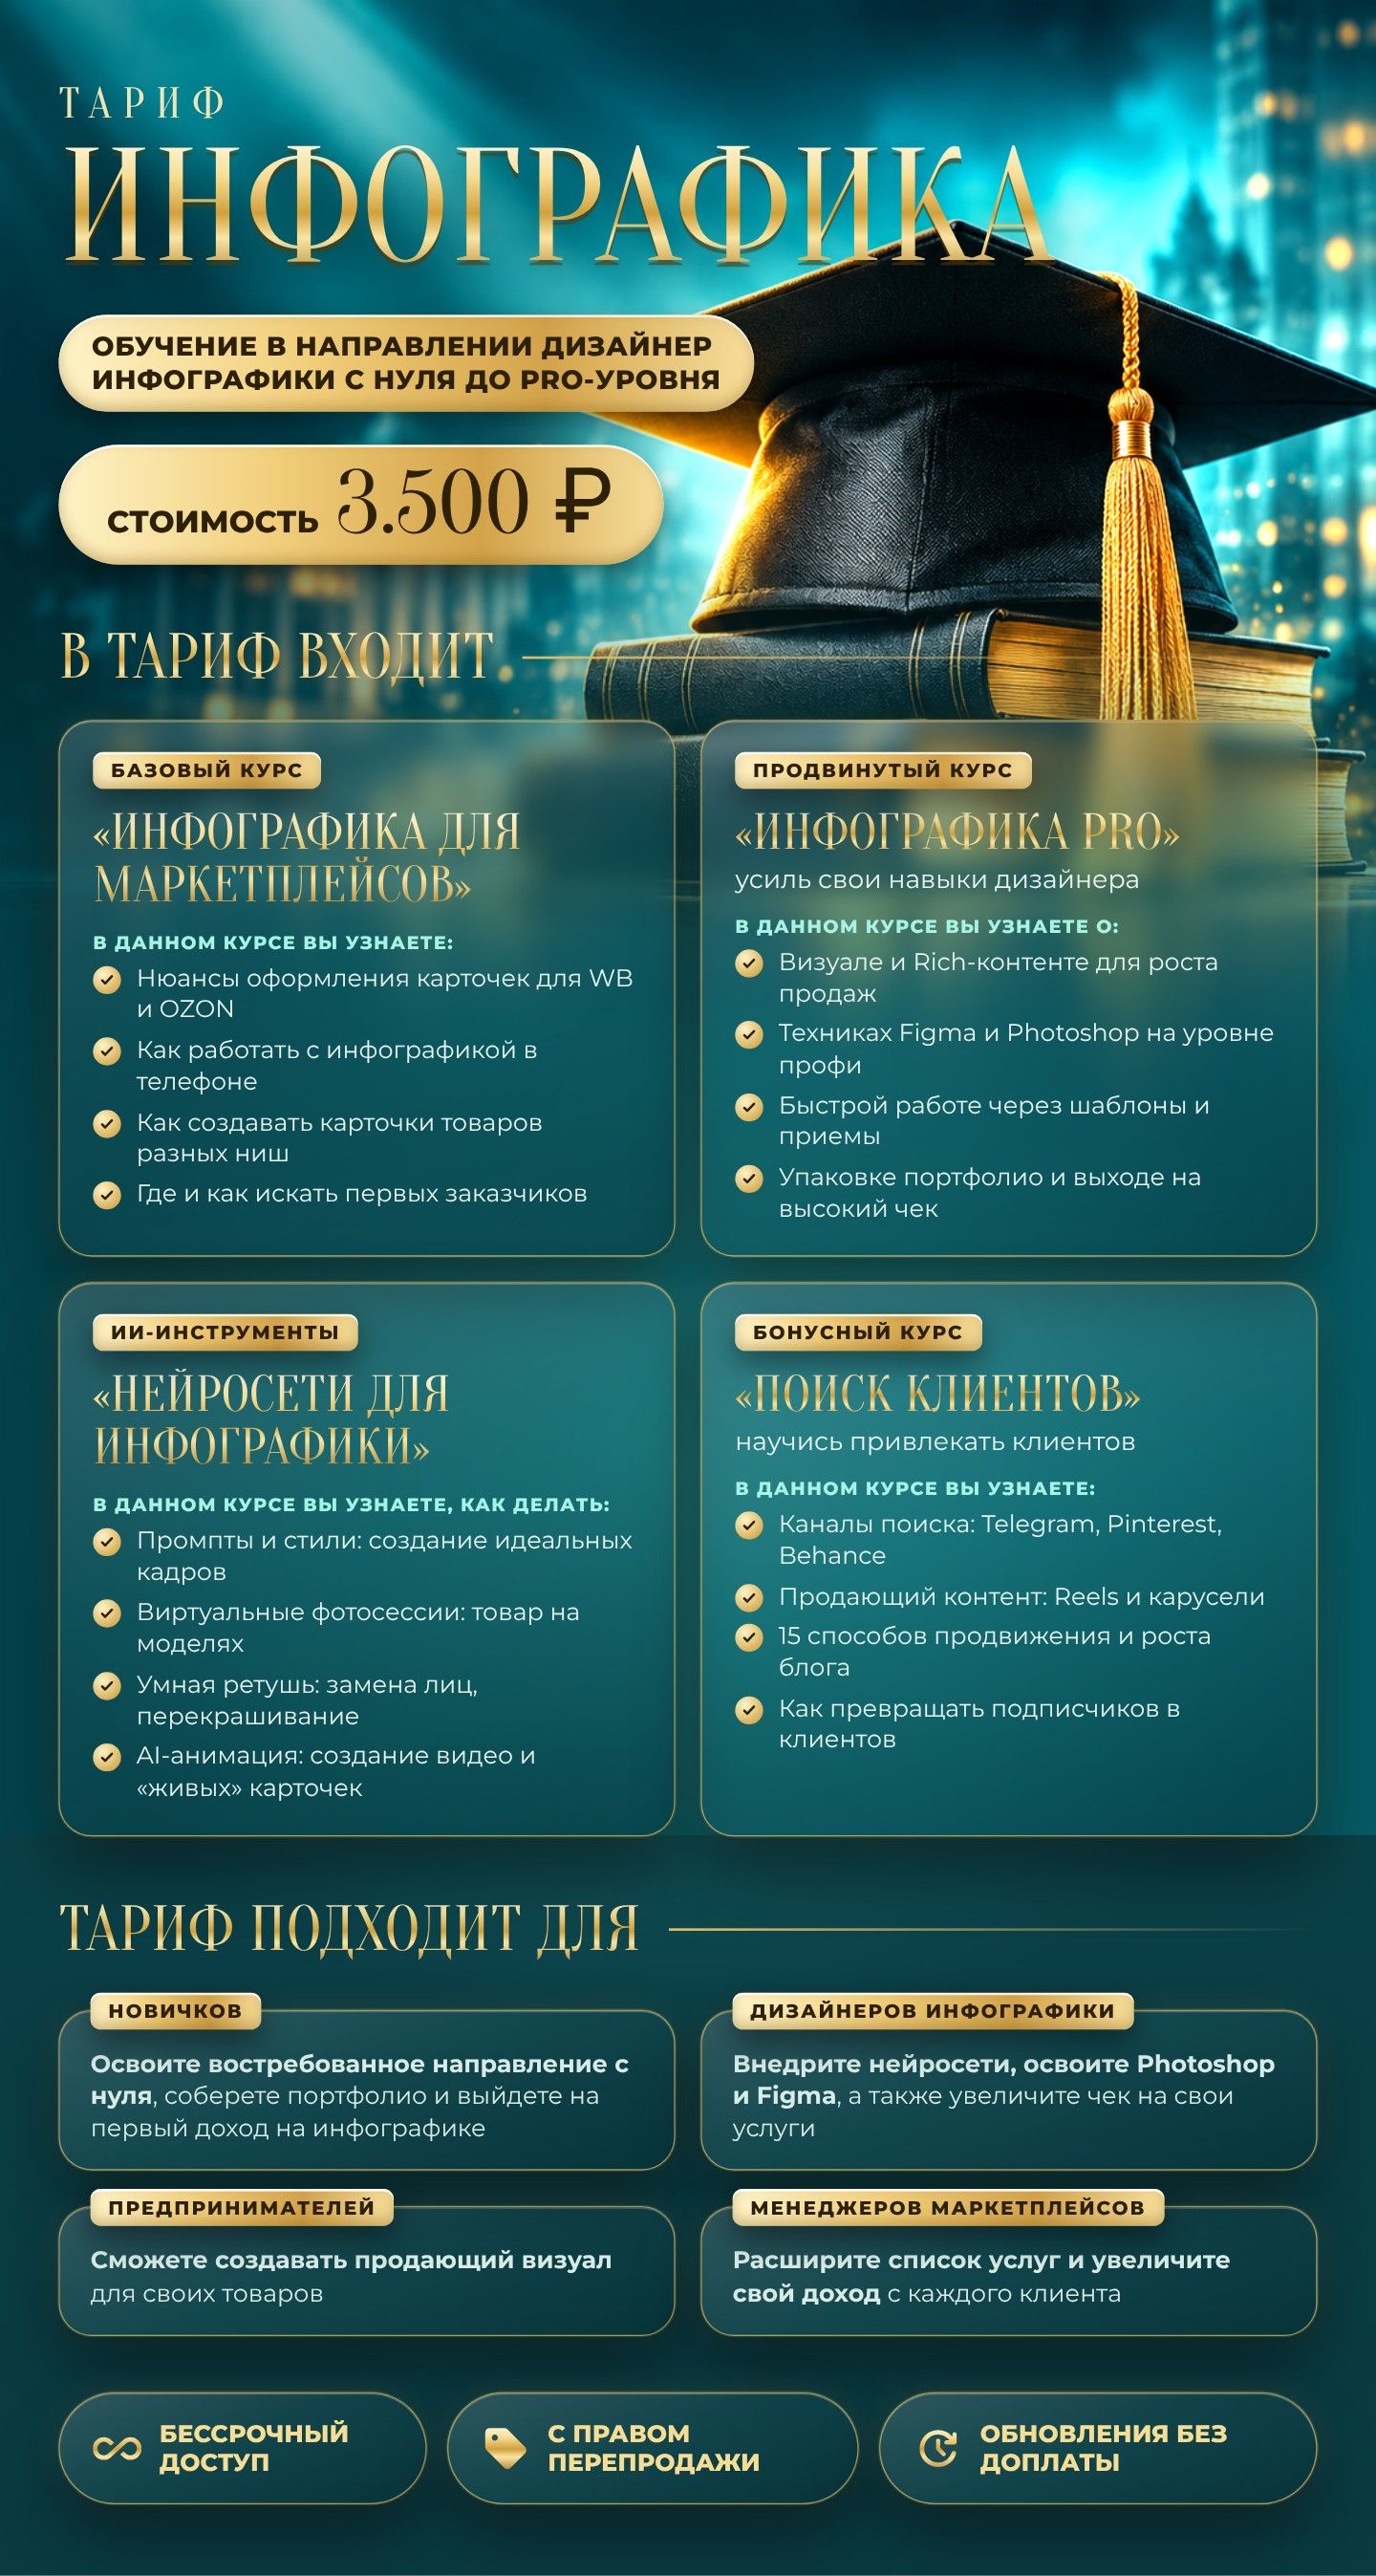 ТАРИФ
ИНФОГРАФИКА
ОБУЧЕНИЕ В НАПРАВЛЕНИИ ДИЗАЙНЕР
ИНФОГРАФИКИ С НУЛЯ ДО PRO-УРОВНЯ
стоимость 3.500 ₽
В ТАРИФ ВХОДИТ
БАЗОВЫЙ КУРС
«ИНФОГРАФИКА ДЛЯ
МАРКЕТПЛЕЙСОВ»
В ДАННОМ КУРСЕ ВЫ УЗНАЕТЕ:
Нюансы оформления карточек для WB
и OZON
Как работать с инфографикой в
телефоне
Как создавать карточки товаров
разных ниш
Где и как искать первых заказчиков
ПРОДВИНУТЫЙ КУРС
«ИНФОГРАФИКА PRO»
усиль свои навыки дизайнера
В ДАННОМ КУРСЕ ВЫ УЗНАЕТЕ О:
Визуале и Rich-контенте для роста
продаж
Техниках Figma и Photoshop на уровне
профи
Быстрой работе через шаблоны и
приемы
Упаковке портфолио и выходе на
высокий чек
ИИ-ИНСТРУМЕНТЫ
«НЕЙРОСЕТИ ДЛЯ
ИНФОГРАФИКИ»
В ДАННОМ КУРСЕ ВЫ УЗНАЕТЕ, КАК ДЕЛАТЬ:
Промпты и стили: создание идеальных
кадров
Виртуальные фотосессии: товар на
моделях
Умная ретушь: замена лиц,
перекрашивание
AI-анимация: создание видео и
«живых» карточек
БОНУСНЫЙ КУРС
«ПОИСК КЛИЕНТОВ»
научись привлекать клиентов
В ДАННОМ КУРСЕ ВЫ УЗНАЕТЕ:
Каналы поиска: Telegram, Pinterest,
Behance
Продающий контент: Reels и карусели
15 способов продвижения и роста
блога
Как превращать подписчиков в
клиентов
ТАРИФ ПОДХОДИТ ДЛЯ
НОВИЧКОВ
Освоите востребованное направление с
нуля, соберете портфолио и выйдете на
первый доход на инфографике
ДИЗАЙНЕРОВ ИНФОГРАФИКИ
Внедрите нейросети, освоите Photoshop
и Figma, а также увеличите чек на свои
услуги
ПРЕДПРИНИМАТЕЛЕЙ
Сможете создавать продающий визуал
для своих товаров
МЕНЕДЖЕРОВ МАРКЕТПЛЕЙСОВ
Расширите список услуг и увеличите
свой доход с каждого клиента
БЕССРОЧНЫЙ
ДОСТУП
С ПРАВОМ
ПЕРЕПРОДАЖИ
ОБНОВЛЕНИЯ БЕЗ
ДОПЛАТЫ